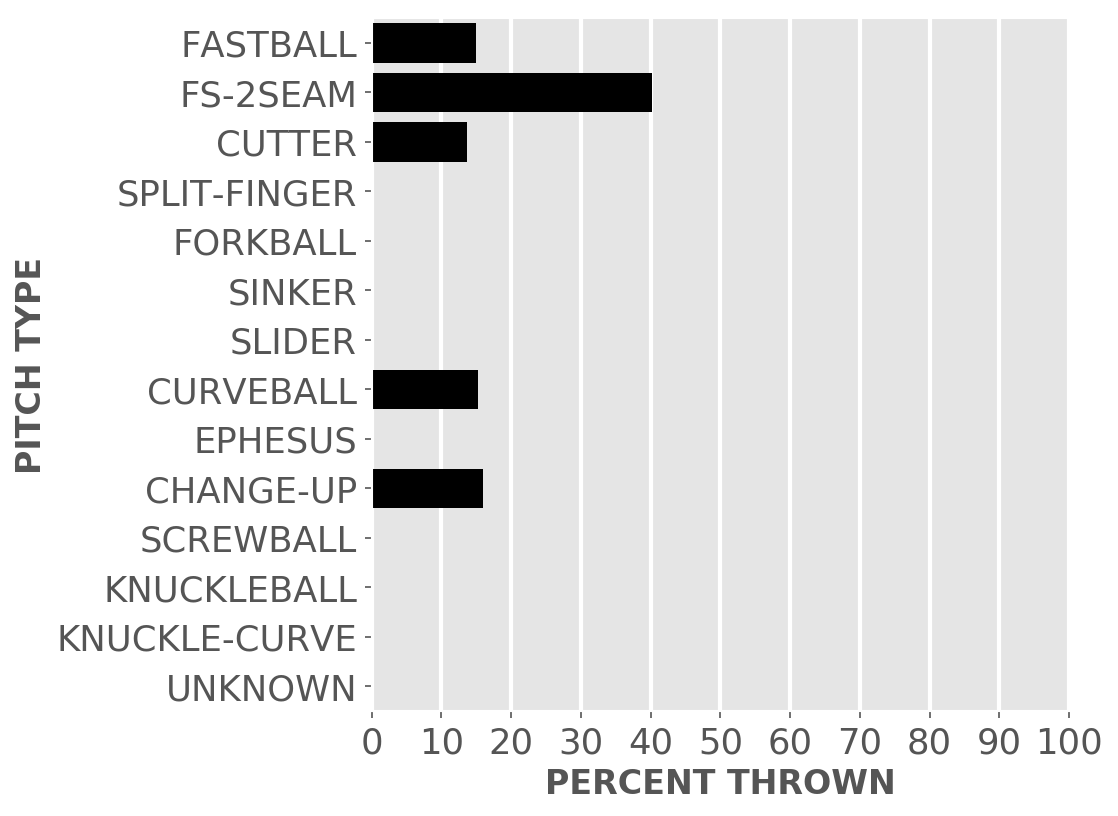 FASTBALL
FS-2SEAM
CUTTER
SPLIT-FINGER
FORKBALL
SINKER
SLIDER
CURVEBALL
EPHESUS
CHANGE-UP
SCREWBALL
KNUCKLEBALL
KNUCKLE-CURVE
UNKNOWN
PITCH TYPE
0 10 20 30 40 50 60 70 80 90 100
PERCENT THROWN